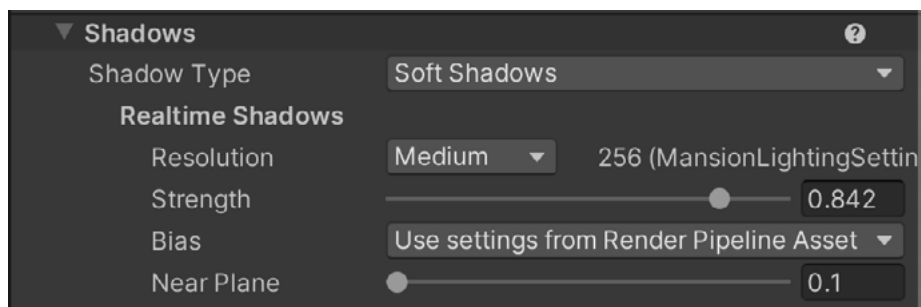 Shadows
Shadow Type Soft Shadows
Realtime Shadows
Resolution Medium 256 (MansionLightingSettin
Strength 0.842
Bias Use settings from Render Pipeline Asset
Near Plane 0.1